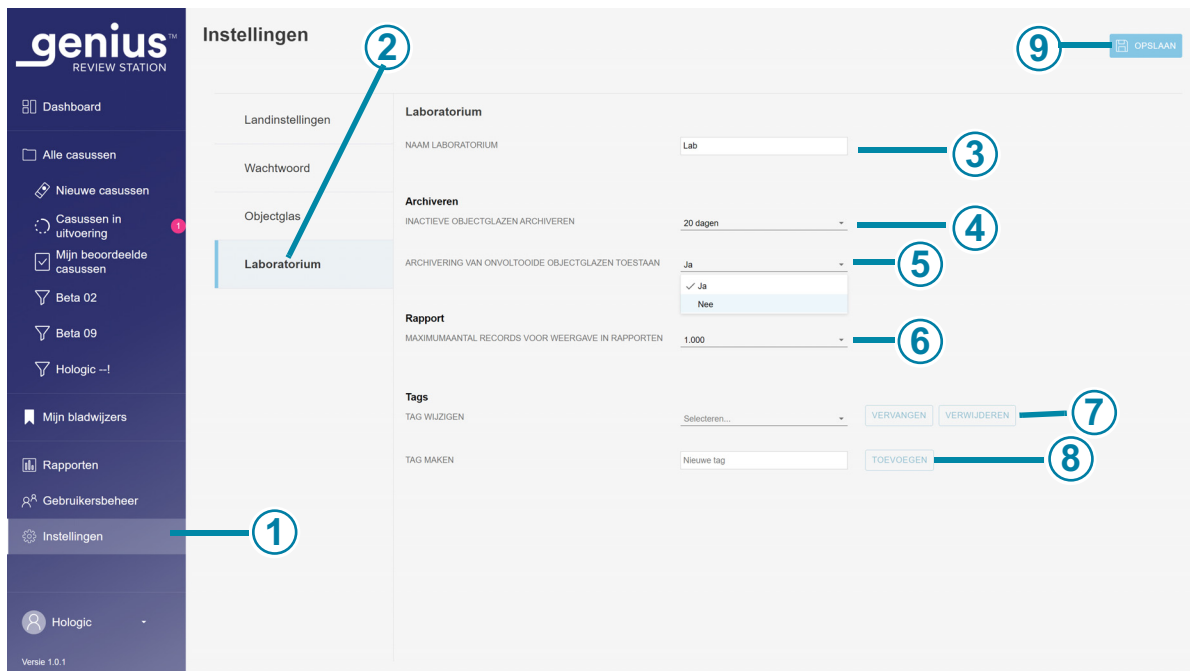 genius™
REVIEW STATION
Dashboard
Alle casussen
Nieuwe casussen
Casussen in
uitvoering
1
Mijn beoordeelde
casussen
Beta 02
Beta 09
Hologic --!
Mijn bladwijzers
Rapporten
Gebruikersbeheer
Instellingen
Hologic
Versie 1.0.1
Instellingen
OPSLAAN
Landinstellingen
Wachtwoord
Objectglas
Laboratorium
Laboratorium
NAAM LABORATORIUM
Lab
Archiveren
INACTIEVE OBJECTGLAZEN ARCHIVEREN
20 dagen
ARCHIVERING VAN ONVOLTOOIDE OBJECTGLAZEN TOESTAAN
Ja
Ja
Nee
Rapport
MAXIMUMAANTAL RECORDS VOOR WEERGAVE IN RAPPORTEN
1.000
Tags
TAG WIJZIGEN
Selecteren...
VERVANGEN
VERWIJDEREN
TAG MAKEN
Nieuwe tag
TOEVOEGEN
1
2
3
4
5
6
7
8
9